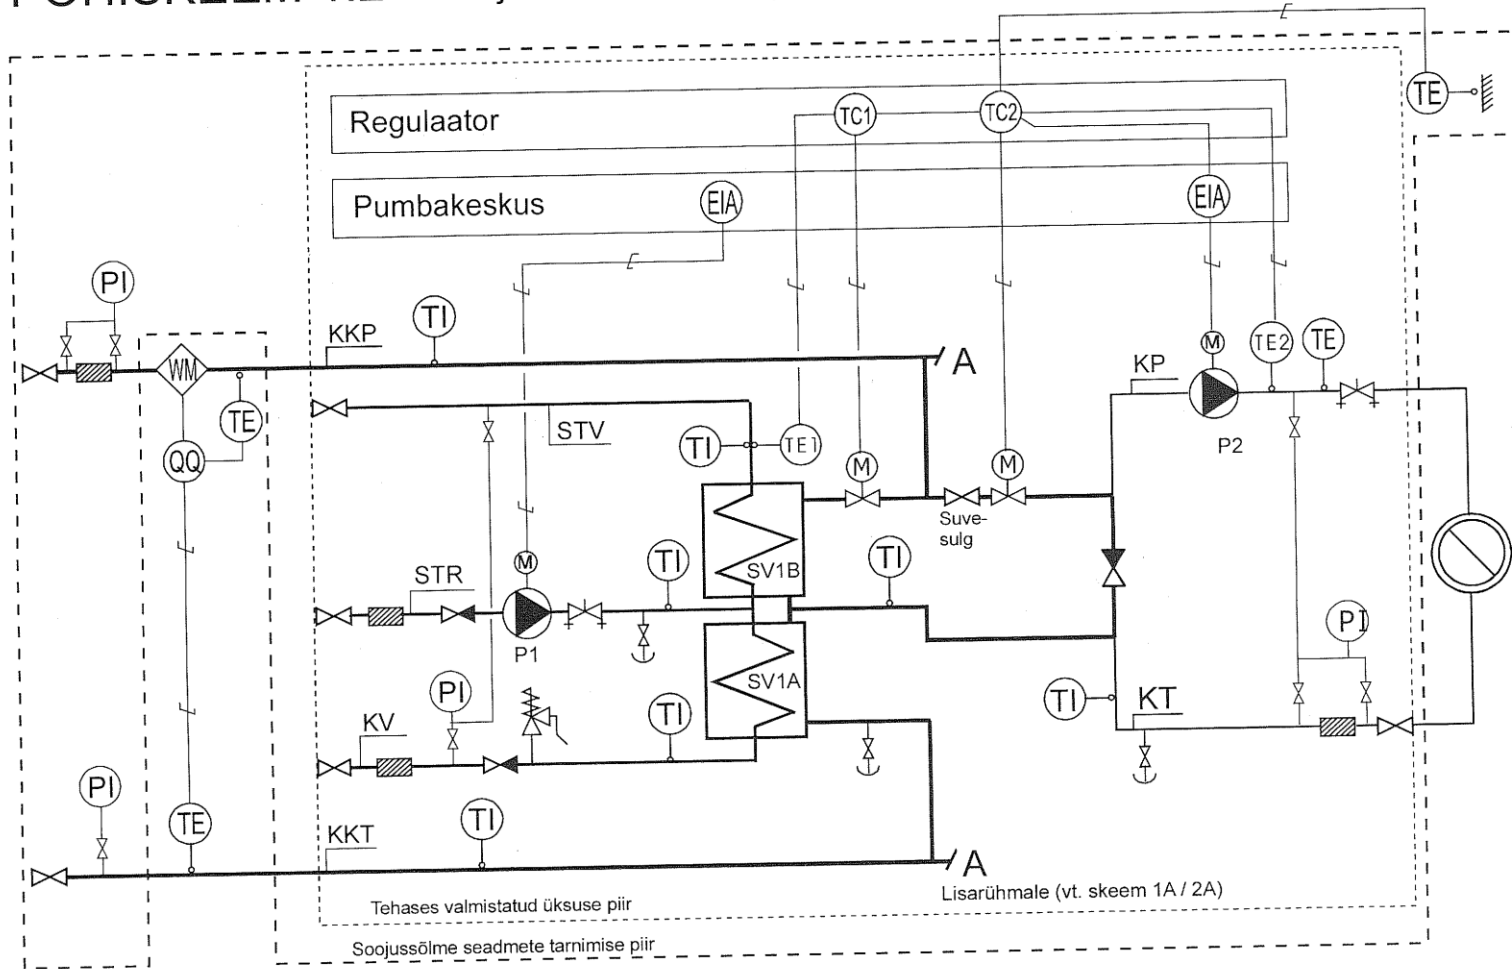 TE
Regulaator
TC1
TC2
Pumbakeskus
EIA
EIA
PI
TI
KKP
A
WM
TE
QQ
STV
TI
TE1
M
M
M
TE2
TE
KP
P2
Suve-
sulg
SV1B
TI
TI
STR
M
P1
SV1A
PI
KV
TI
TI
KT
PI
PI
TE
KKT
TI
A
Lisarühmale (vt. skeem 1A / 2A)
Tehases valmistatud üksuse piir
Soojussõlme seadmete tarnimise piir